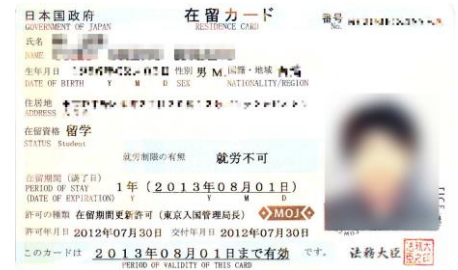 日本国政府 在留カード 番号
GOVERNMENT OF JAPAN RESIDENCE CARD No.
氏名
NAME
生年月日 性別 男 M. 国籍・地域
DATE OF BIRTH Y M D SEX NATIONALITY/REGION
住居地
ADDRESS
在留資格 留学
STATUS Student
就労制限の有無 就労不可
在留期間(満了日)
PERIOD OF STAY 1年(2013年08月01日)
(DATE OF EXPIRATION) Y Y M D
許可の種類 在留期間更新許可(東京入国管理局長) MOJ
許可年月日 2012年07月30日 交付年月日 2012年07月30日
このカードは 2013年08月01日まで有効 です。 法務大臣
PERIOD OF VALIDITY OF THIS CARD